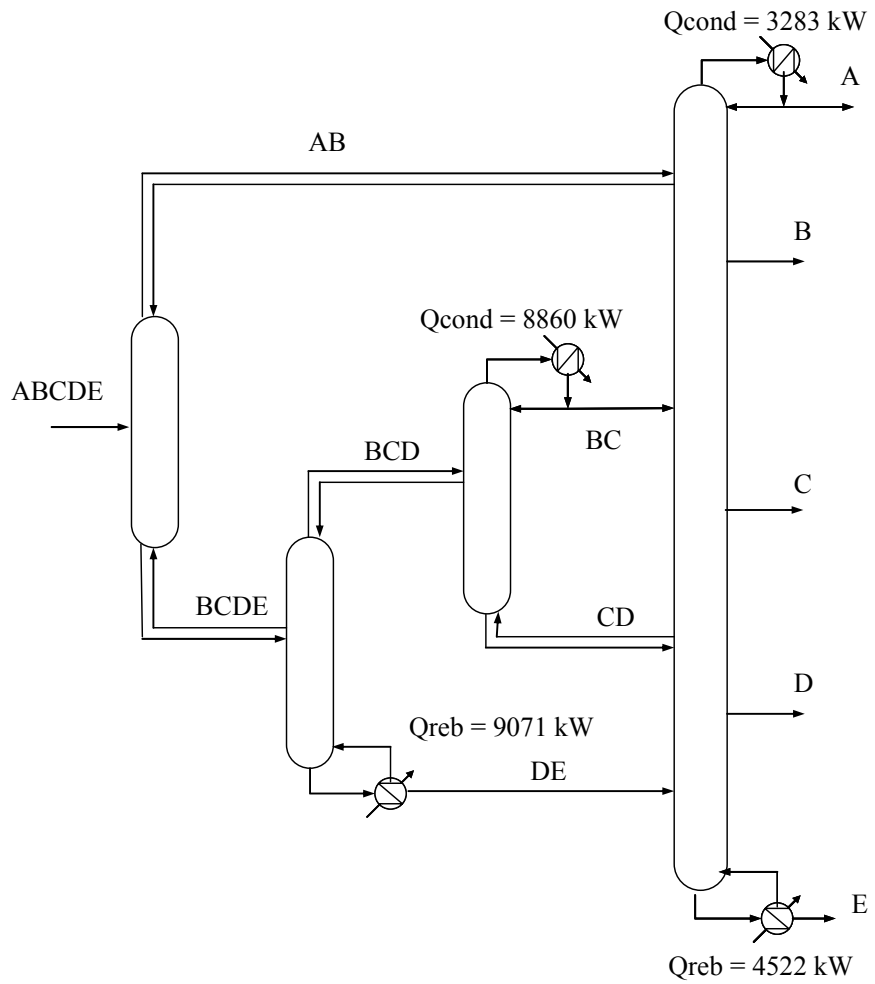 Qcond = 3283 kW
A
AB
B
Qcond = 8860 kW
ABCDE
BC
BCD
C
BCDE
CD
D
Qreb = 9071 kW
DE
E
Qreb = 4522 kW